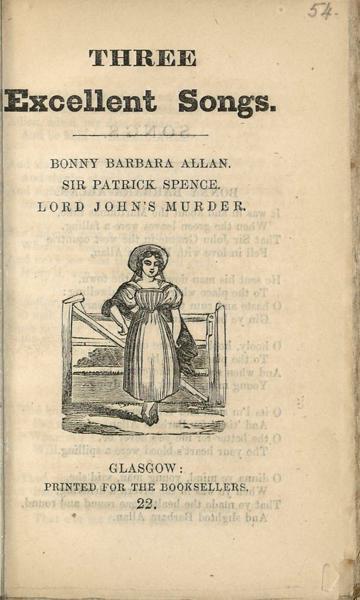 54.
THREE
Excellent Songs.
BONNY BARBARA ALLAN.
SIR PATRICK SPENCE.
LORD JOHN'S MURDER.
GLASGOW:
PRINTED FOR THE BOOKSELLERS.
22.